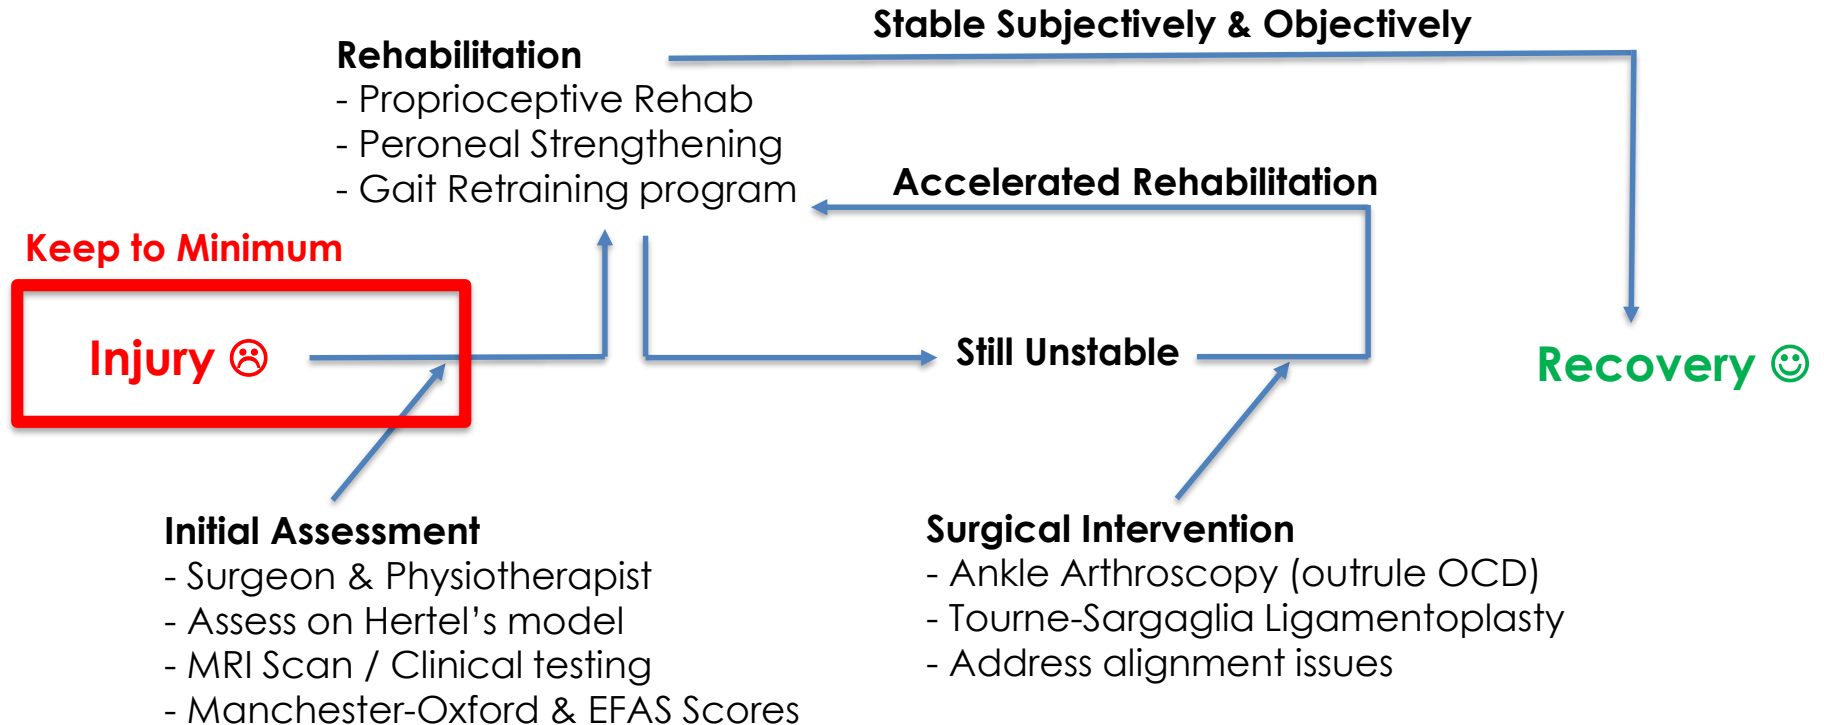 Stable Subjectively & Objectively
Rehabilitation
- Proprioceptive Rehab
- Peroneal Strengthening
- Gait Retraining program
Accelerated Rehabilitation
Keep to Minimum
Injury ☹
Still Unstable
Recovery ☺
Initial Assessment
- Surgeon & Physiotherapist
- Assess on Hertel’s model
- MRI Scan / Clinical testing
- Manchester-Oxford & EFAS Scores
Surgical Intervention
- Ankle Arthroscopy (outrule OCD)
- Tourne-Sargaglia Ligamentoplasty
- Address alignment issues